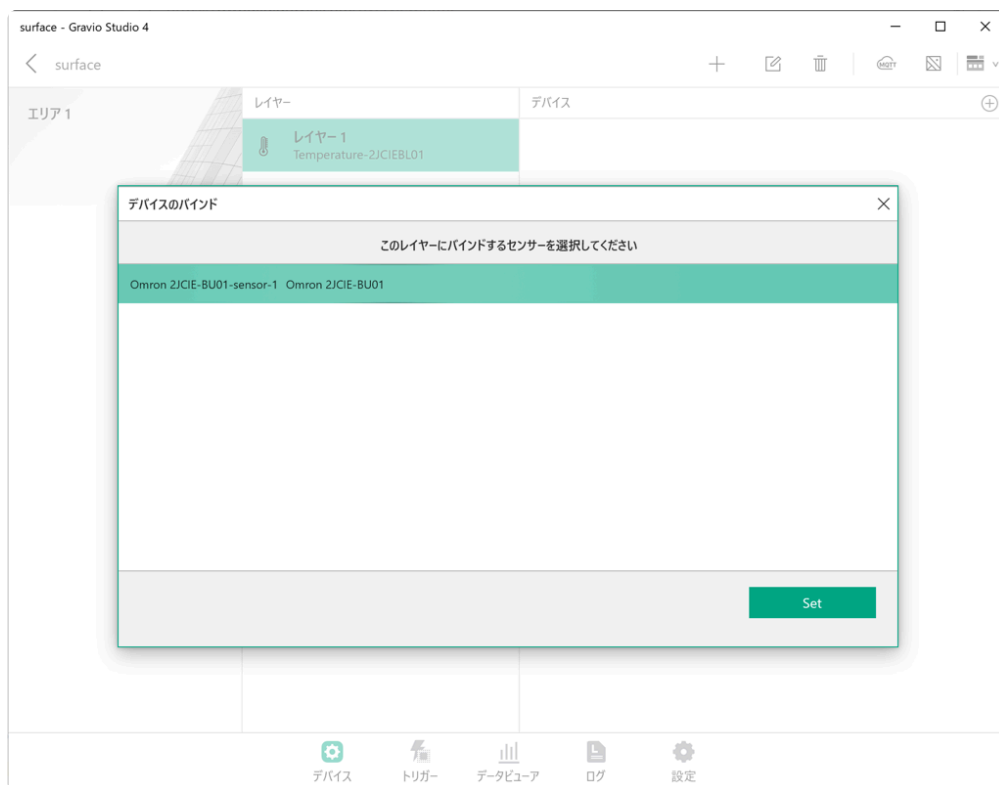 surface - Gravio Studio 4
surface
MQTT
エリア 1
レイヤー
デバイス
レイヤー 1
Temperature-2JCIEBL01
デバイスのバインド
このレイヤーにバインドするセンサーを選択してください
Omron 2JCIE-BU01-sensor-1 Omron 2JCIE-BU01
Set
デバイス
トリガー
データビューア
ログ
設定